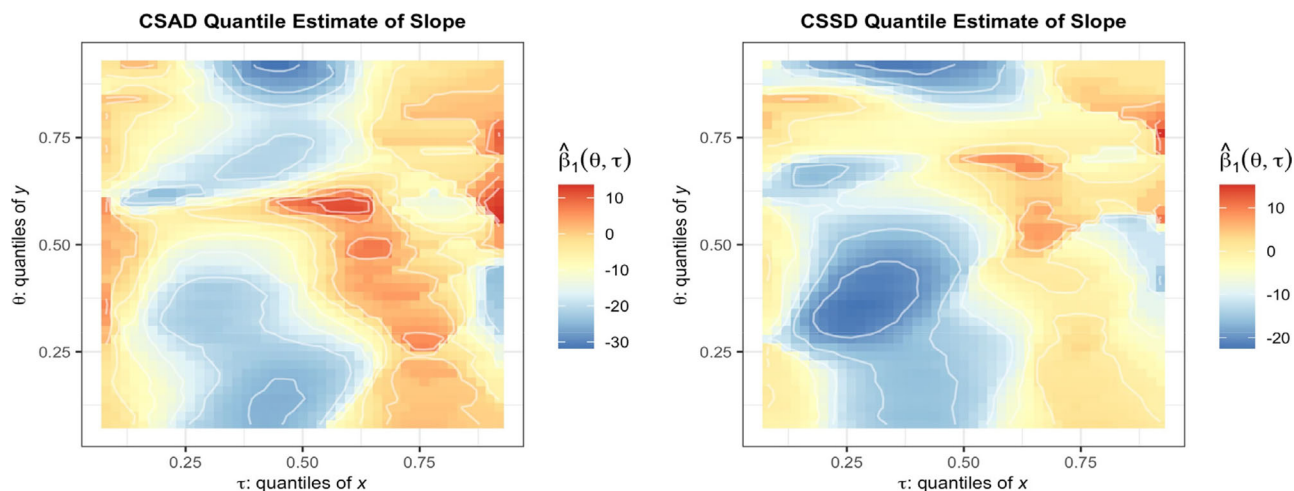 CSAD Quantile Estimate of Slope
θ: quantiles of y
0.75
0.50
0.25
0.25
0.50
0.75
τ: quantiles of x
β̂₁(θ, τ)
10
0
-10
-20
-30
CSSD Quantile Estimate of Slope
θ: quantiles of y
0.75
0.50
0.25
0.25
0.50
0.75
τ: quantiles of x
β̂₁(θ, τ)
10
0
-10
-20